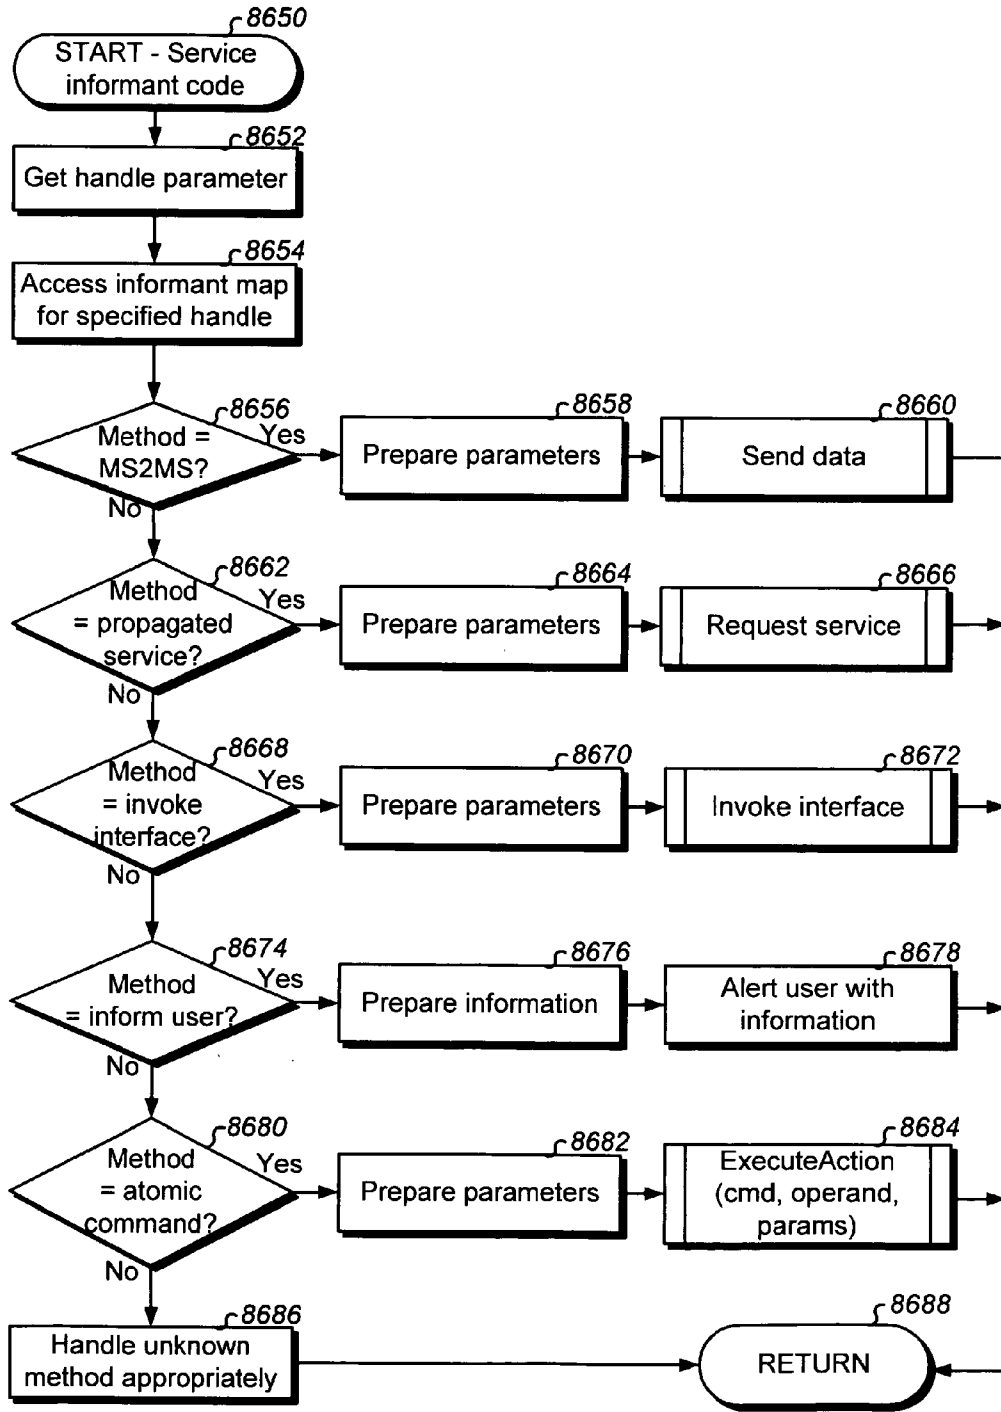 8650
START - Service
informant code
8652
Get handle parameter
8654
Access informant map
for specified handle
8656
Method =
MS2MS?
Yes
No
8658
Prepare parameters
8660
Send data
8662
Method
= propagated
service?
Yes
No
8664
Prepare parameters
8666
Request service
8668
Method
= invoke
interface?
Yes
No
8670
Prepare parameters
8672
Invoke interface
8674
Method
= inform user?
Yes
No
8676
Prepare information
8678
Alert user with
information
8680
Method
= atomic
command?
Yes
No
8682
Prepare parameters
8684
ExecuteAction
(cmd, operand,
params)
8686
Handle unknown
method appropriately
8688
RETURN